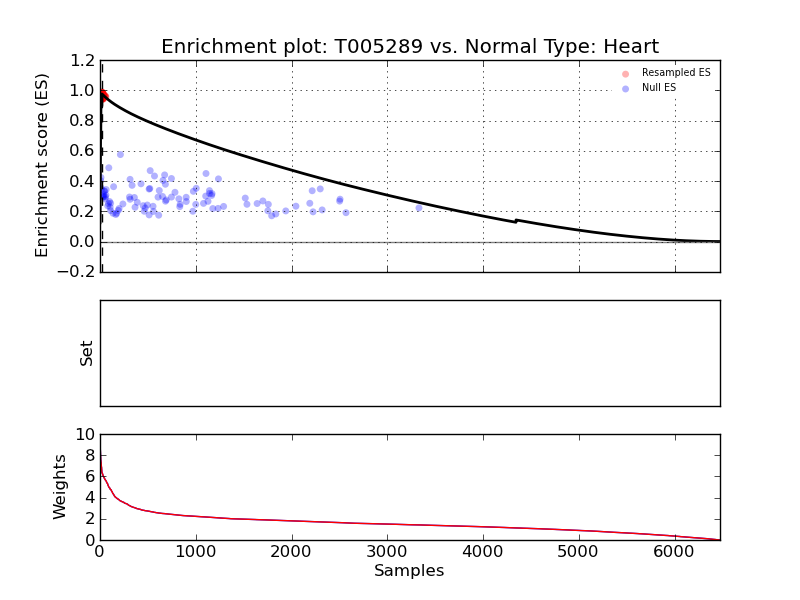 Enrichment plot: T005289 vs. Normal Type: Heart
Enrichment score (ES)
1.2
1.0
0.8
0.6
0.4
0.2
0.0
−0.2
Resampled ES
Null ES
Set
Weights
10
8
6
4
2
0
0 1000 2000 3000 4000 5000 6000
Samples